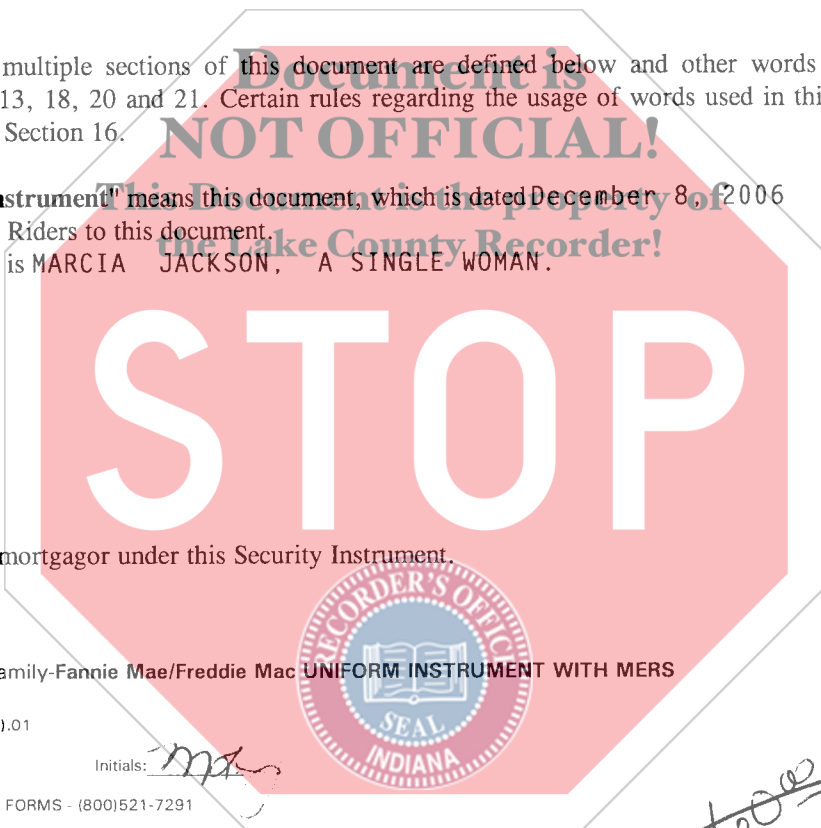 Document is
multiple sections of this document are defined below and other words
13, 18, 20 and 21. Certain rules regarding the usage of words used in thi
NOT OFFICIAL!
Section 16.
This Document is the property of
nstrument" means this document, which is dated December 8, 2006
Riders to this document.
the Lake County Recorder!
is MARCIA JACKSON, A SINGLE WOMAN.
STOP
mortgagor under this Security Instrument.
RECORDER'S OFFICE
amily-Fannie Mae/Freddie Mac UNIFORM INSTRUMENT WITH MERS
SEAL
).01
INDIANA
Initials:
FORMS - (800)521-7291